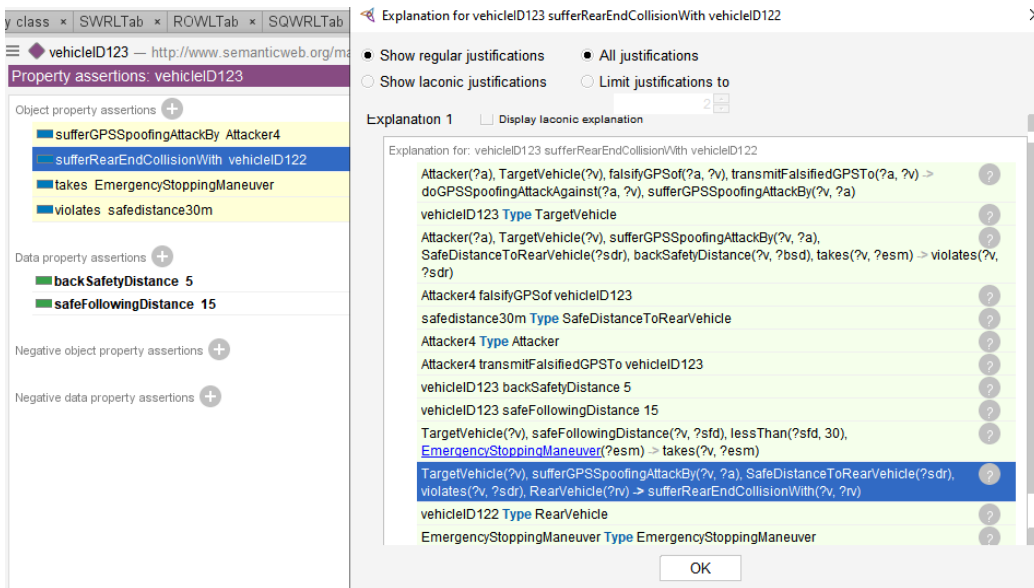 y class × SWRLTab × ROWLTab × SQWRLTab
vehicleID123 — http://www.semanticweb.org/ma
Property assertions: vehicleID123
Object property assertions
sufferGPSSpoofingAttackBy Attacker4
sufferRearEndCollisionWith vehicleID122
takes EmergencyStoppingManeuver
violates safedistance30m
Data property assertions
backSafetyDistance 5
safeFollowingDistance 15
Negative object property assertions
Negative data property assertions
Explanation for vehicleID123 sufferRearEndCollisionWith vehicleID122
Show regular justifications All justifications
Show laconic justifications Limit justifications to
2
Explanation 1 Display laconic explanation
Explanation for: vehicleID123 sufferRearEndCollisionWith vehicleID122
Attacker(?a), TargetVehicle(?v), falsifyGPSof(?a, ?v), transmitFalsifiedGPSTo(?a, ?v) ->
doGPSSpoofingAttackAgainst(?a, ?v), sufferGPSSpoofingAttackBy(?v, ?a)
vehicleID123 Type TargetVehicle
Attacker(?a), TargetVehicle(?v), sufferGPSSpoofingAttackBy(?v, ?a),
SafeDistanceToRearVehicle(?sdr), backSafetyDistance(?v, ?bsd), takes(?v, ?esm) -> violates(?v,
?sdr)
Attacker4 falsifyGPSof vehicleID123
safedistance30m Type SafeDistanceToRearVehicle
Attacker4 Type Attacker
Attacker4 transmitFalsifiedGPSTo vehicleID123
vehicleID123 backSafetyDistance 5
vehicleID123 safeFollowingDistance 15
TargetVehicle(?v), safeFollowingDistance(?v, ?sfd), lessThan(?sfd, 30),
EmergencyStoppingManeuver(?esm) -> takes(?v, ?esm)
TargetVehicle(?v), sufferGPSSpoofingAttackBy(?v, ?a), SafeDistanceToRearVehicle(?sdr),
violates(?v, ?sdr), RearVehicle(?rv) -> sufferRearEndCollisionWith(?v, ?rv)
vehicleID122 Type RearVehicle
EmergencyStoppingManeuver Type EmergencyStoppingManeuver
OK